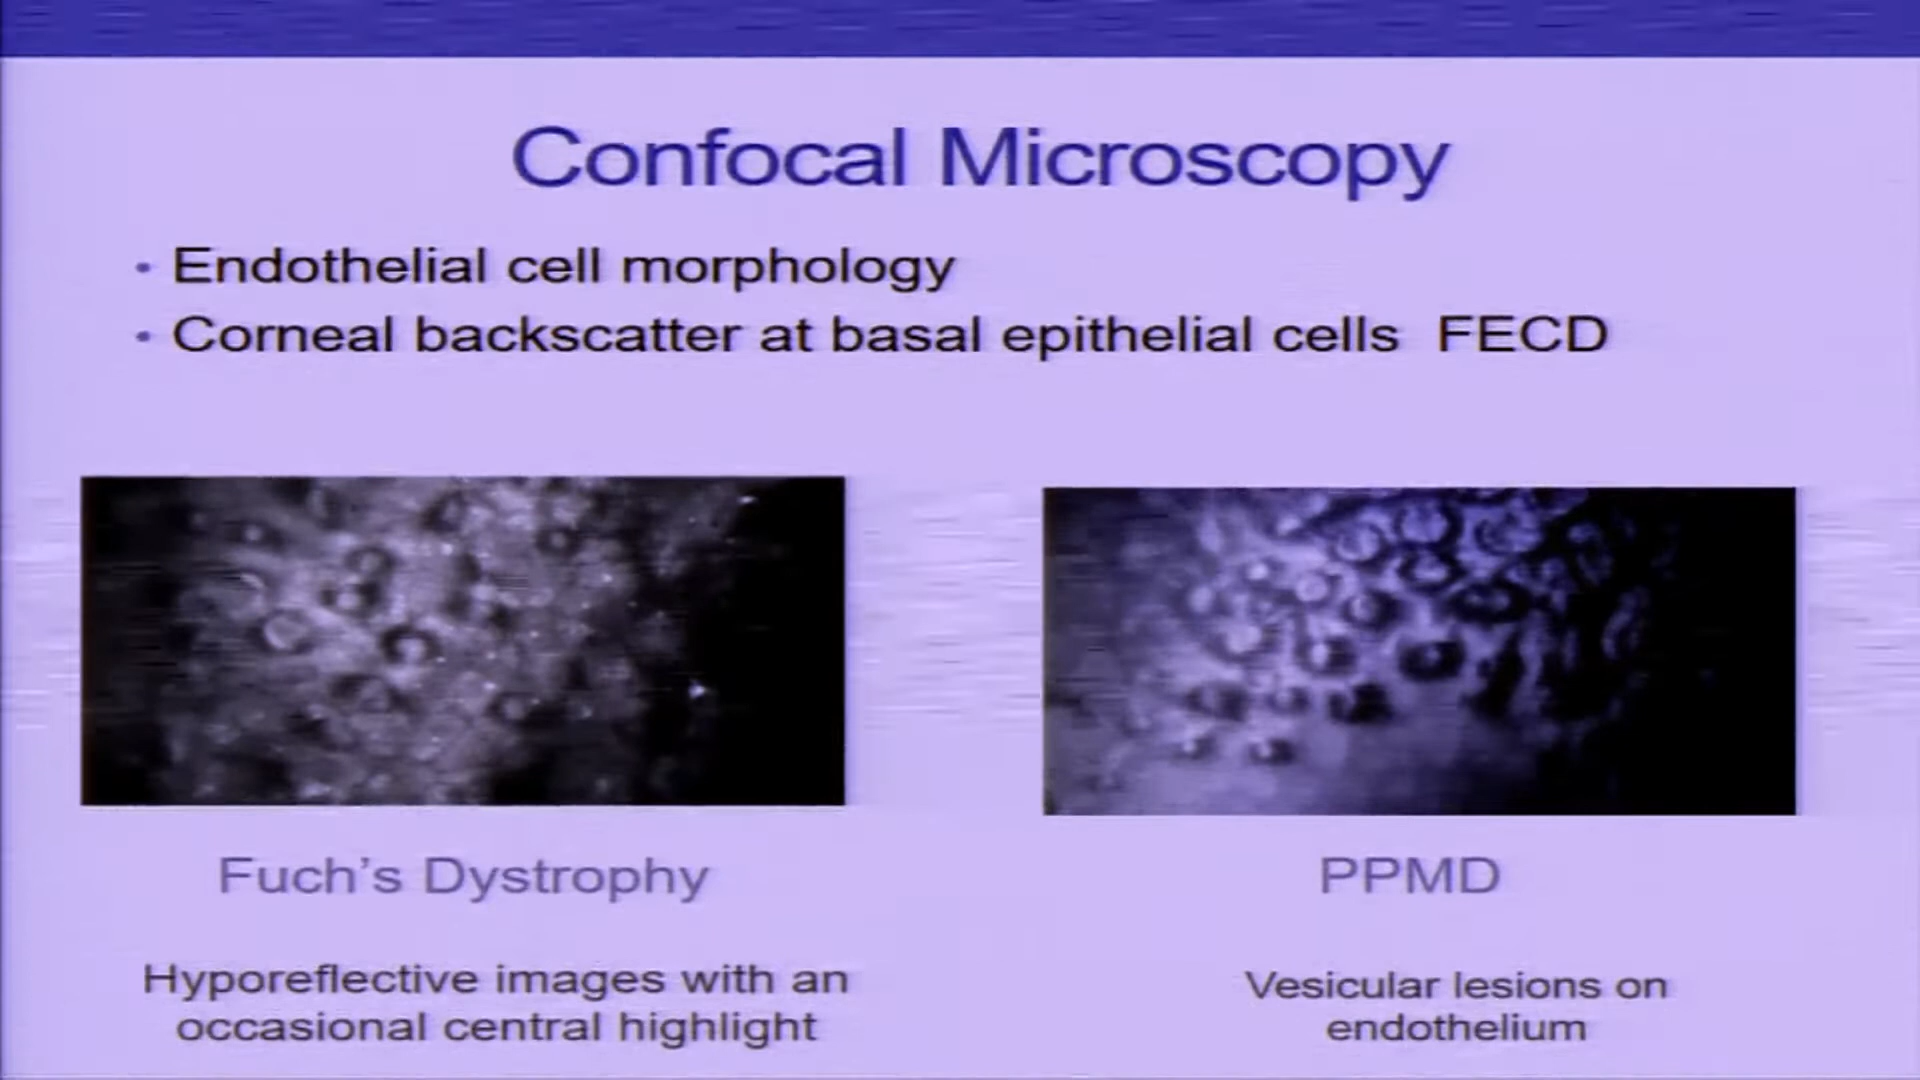 Confocal Microscopy
• Endothelial cell morphology
• Corneal backscatter at basal epithelial cells FECD
Fuch's Dystrophy
PPMD
Hyporeflective images with an
occasional central highlight
Vesicular lesions on
endothelium